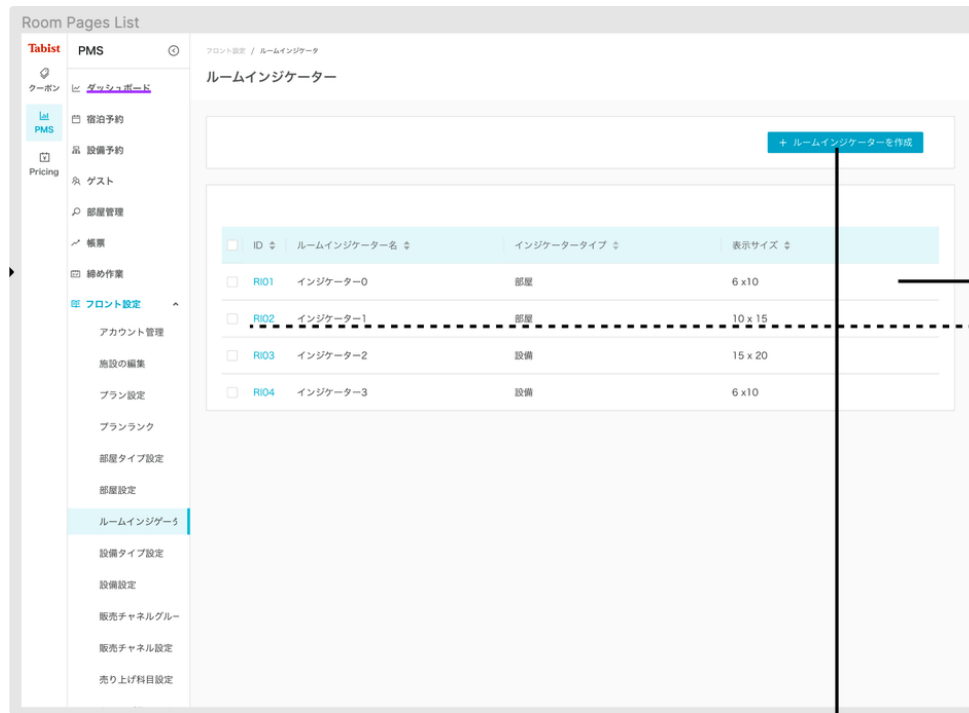 Room Pages List
Tabist
クーポン
PMS
Pricing
PMS
ダッシュボード
宿泊予約
設備予約
ゲスト
部屋管理
帳票
締め作業
フロント設定
アカウント管理
施設の編集
プラン設定
プランランク
部屋タイプ設定
部屋設定
ルームインジゲータ
設備タイプ設定
設備設定
販売チャネルグルー
販売チャネル設定
売り上げ科目設定
フロント設定 / ルームインジケータ
ルームインジケーター
+ ルームインジケーターを作成
ID ルームインジケーター名 インジケータータイプ 表示サイズ
RI01 インジケーター0 部屋 6 x10
RI02 インジケーター1 部屋 10 x 15
RI03 インジケーター2 設備 15 x 20
RI04 インジケーター3 設備 6 x10